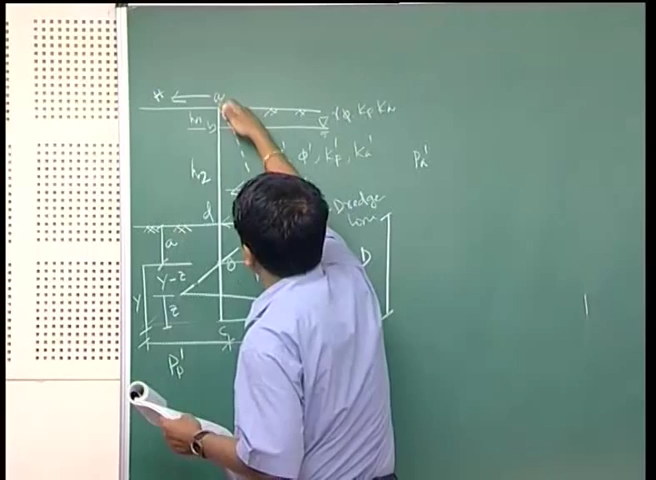 a
γ, φ, Kp, KA
h1
b
φ', Kp', Ka'
PA'
h2
Dredge
line
d
a
D
Y-Z
Y
Z
c
Pp'